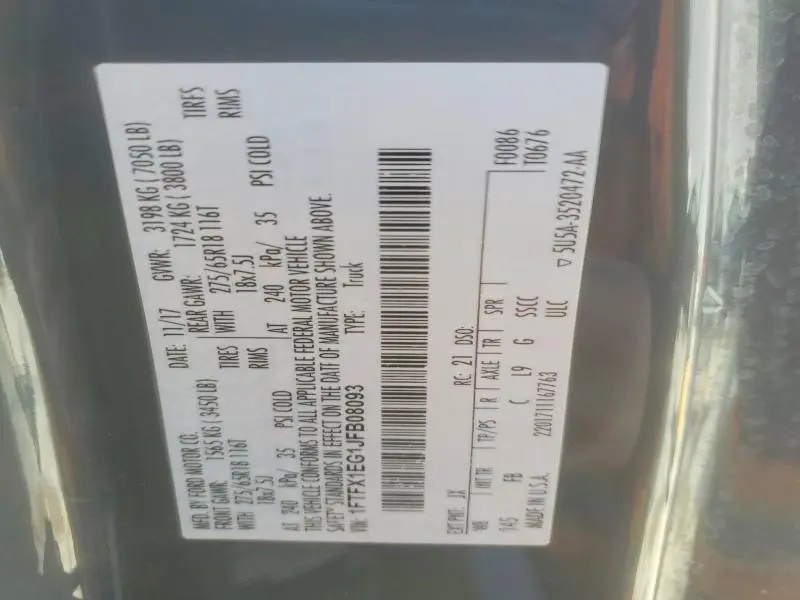 MFD. BY FORD MOTOR CO.
DATE: 11/17 GVWR: 3198 KG ( 7050 LB)
FRONT GAWR: 1565 KG ( 3450 LB) REAR GAWR: 1724 KG ( 3800 LB)
WITH 275/65R18 116T TIRES WITH 275/65R18 116T TIRES
18x7.5J RIMS 18x7.5J RIMS
AT 240 kPa/ 35 PSI COLD AT 240 kPa/ 35 PSI COLD
THIS VEHICLE CONFORMS TO ALL APPLICABLE FEDERAL MOTOR VEHICLE
SAFETY STANDARDS IN EFFECT ON THE DATE OF MANUFACTURE SHOWN ABOVE.
VIN: 1FTFX1EG1JFB08093
TYPE: Truck
F0086
T0676
EXT PNT: JX RC: 21 DSO:
WB INT TR TP/PS R AXLE TR SPR
145 FB C L9 G SSCC
MADE IN U.S.A. 2201711167763 ULC
▽ 5U5A-3520472-AA